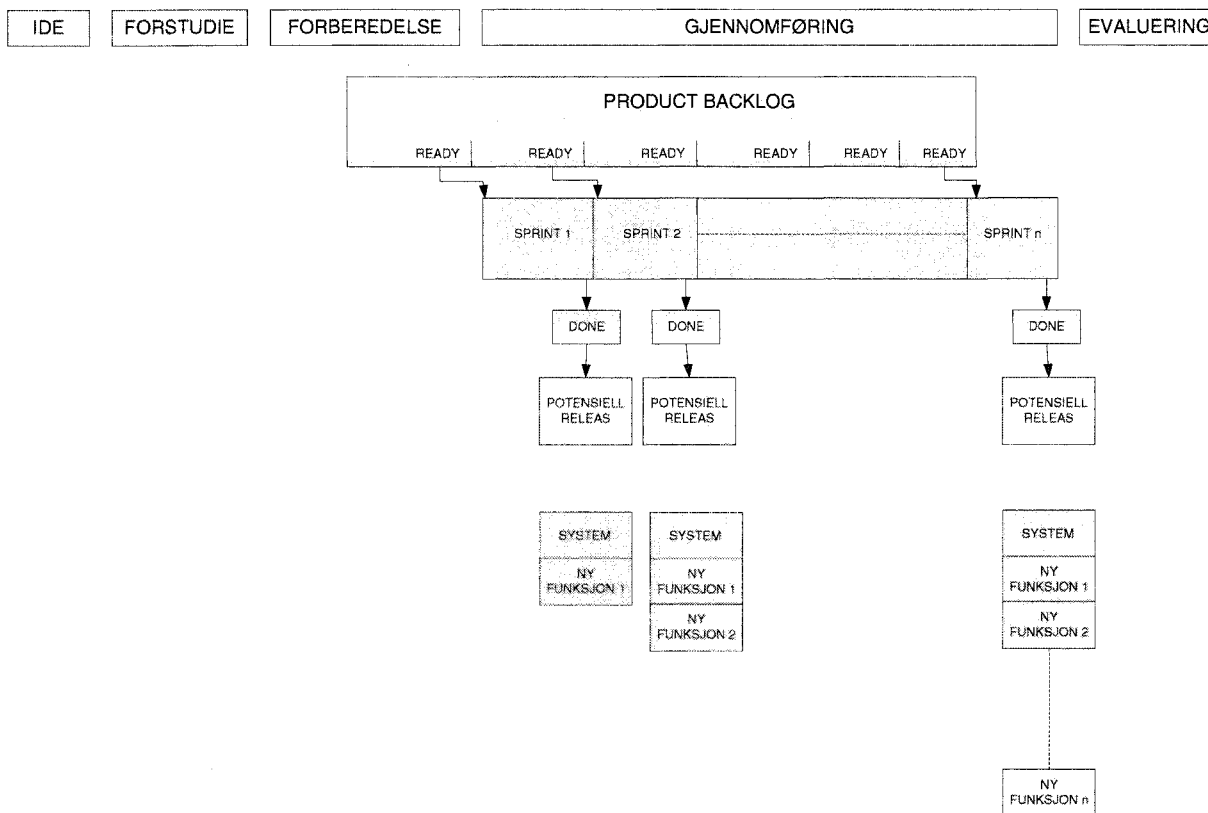 IDE
FORSTUDIE
FORBEREDELSE
GJENNOMFØRING
EVALUERING
PRODUCT BACKLOG
READY
READY
READY
READY
READY
READY
SPRINT 1
SPRINT 2
SPRINT n
DONE
DONE
DONE
POTENSIELL
RELEAS
POTENSIELL
RELEAS
POTENSIELL
RELEAS
SYSTEM
NY
FUNKSJON 1
SYSTEM
NY
FUNKSJON 1
NY
FUNKSJON 2
SYSTEM
NY
FUNKSJON 1
NY
FUNKSJON 2
NY
FUNKSJON n